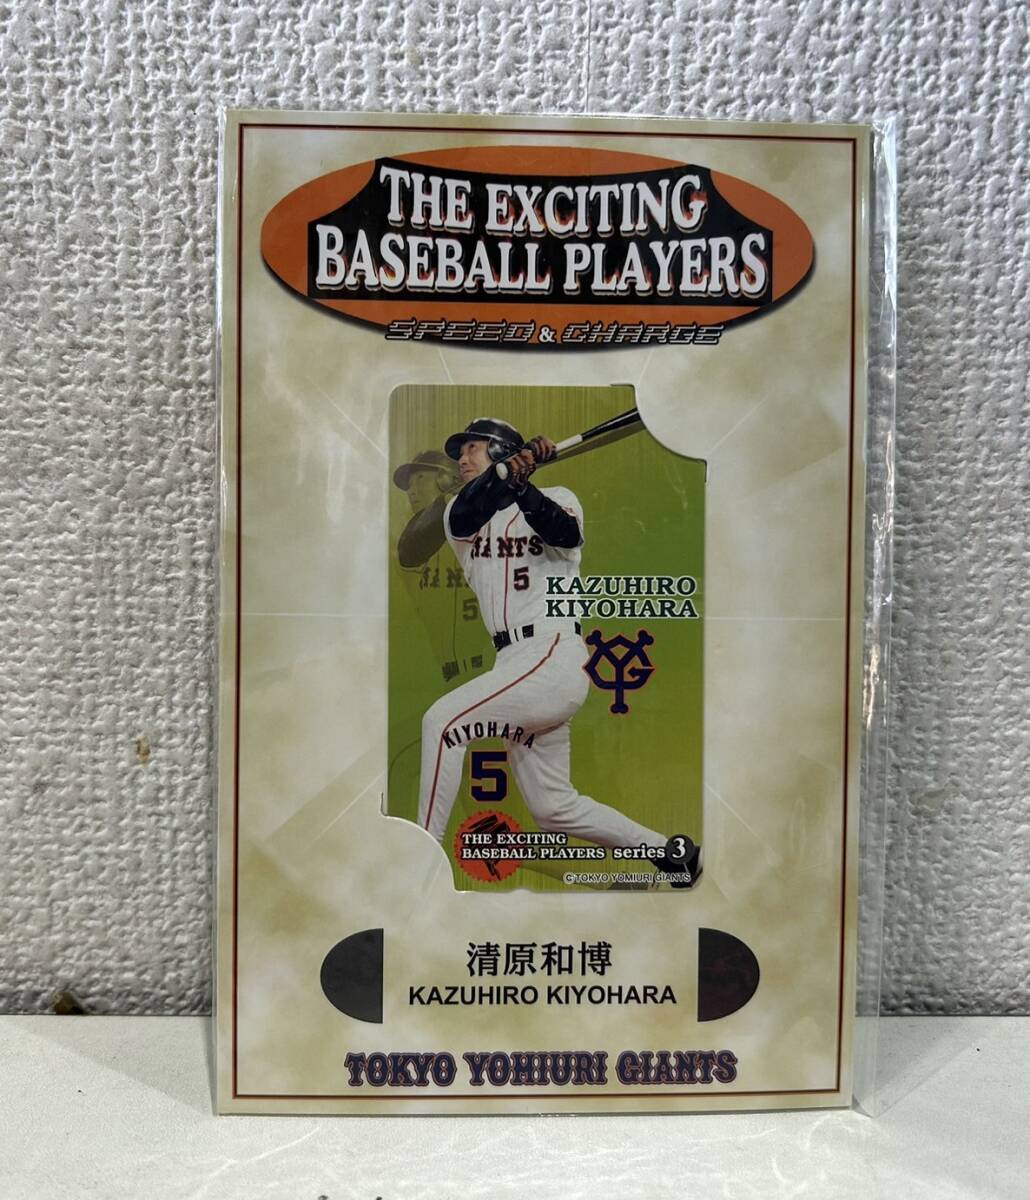 THE EXCITING
BASEBALL PLAYERS
SPEED & CHARGE
GIANTS
5
KAZUHIRO
KIYOHARA
YG
KIYOHARA
5
THE EXCITING
BASEBALL PLAYERS series 3
© TOKYO YOMIURI GIANTS
清原和博
KAZUHIRO KIYOHARA
TOKYO YOMIURI GIANTS